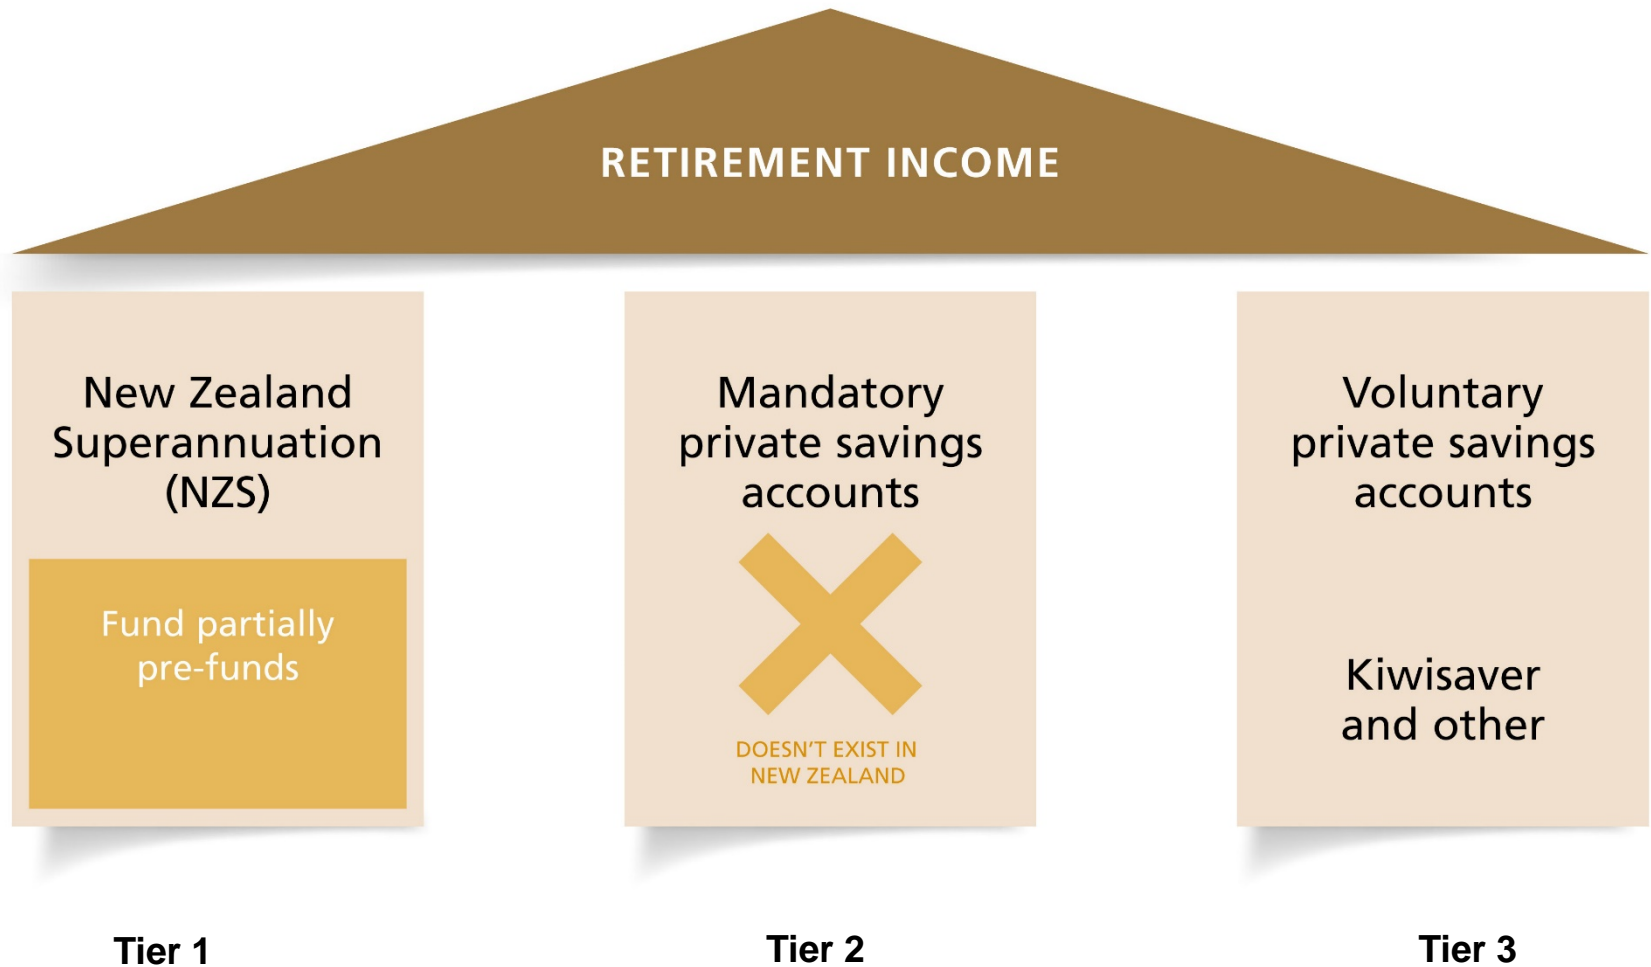 RETIREMENT INCOME
New Zealand
Superannuation
(NZS)
Fund partially
pre-funds
Tier 1
Mandatory
private savings
accounts
DOESN'T EXIST IN
NEW ZEALAND
Tier 2
Voluntary
private savings
accounts
Kiwisaver
and other
Tier 3